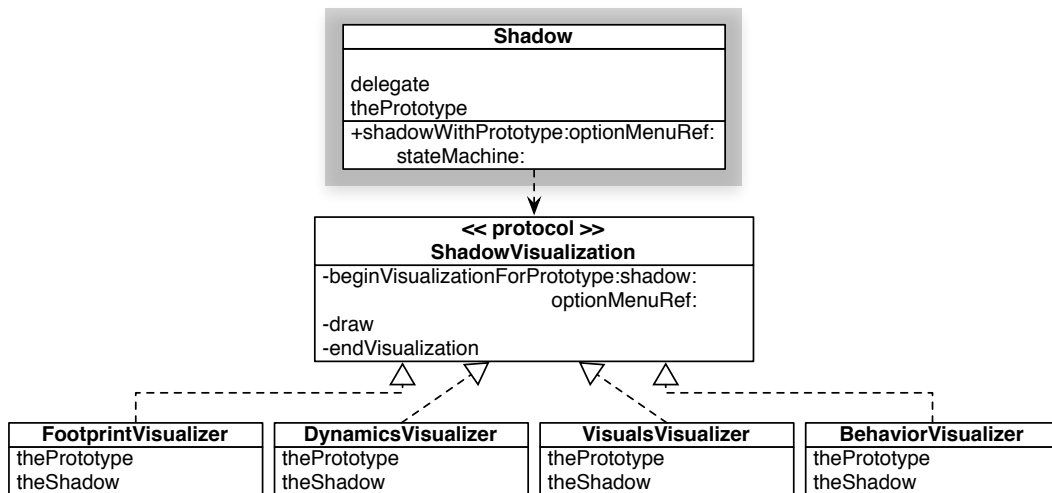 Shadow
delegate
thePrototype
+shadowWithPrototype:optionMenuRef:
stateMachine:
<< protocol >>
ShadowVisualization
-beginVisualizationForPrototype:shadow:
optionMenuRef:
-draw
-endVisualization
FootprintVisualizer
thePrototype
theShadow
DynamicsVisualizer
thePrototype
theShadow
VisualsVisualizer
thePrototype
theShadow
BehaviorVisualizer
thePrototype
theShadow